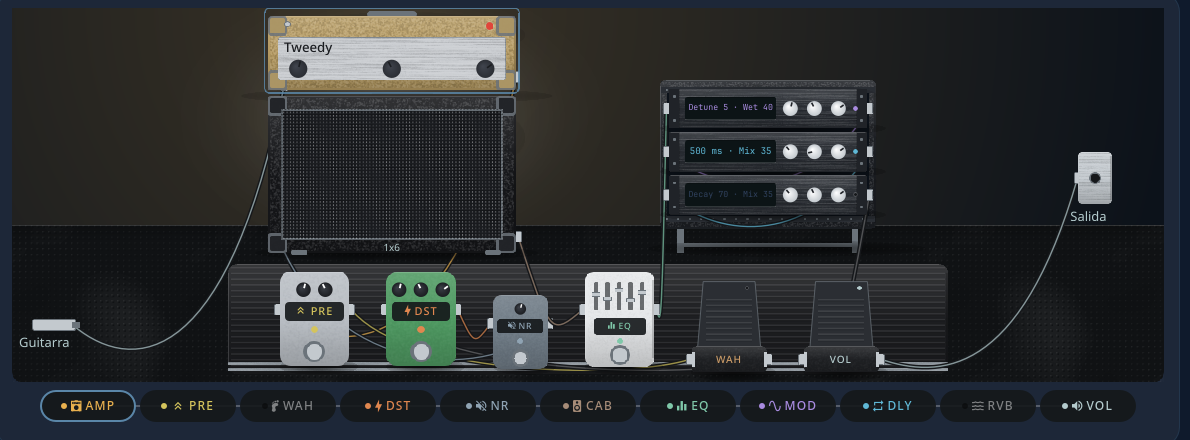 Tweedy
Detune 5 · Wet 40
500 ms · Mix 35
Decay 70 · Mix 35
Salida
1x6
PRE
DST
NR
EQ
WAH
VOL
Guitarra
AMP PRE WAH DST NR CAB EQ MOD DLY RVB VOL